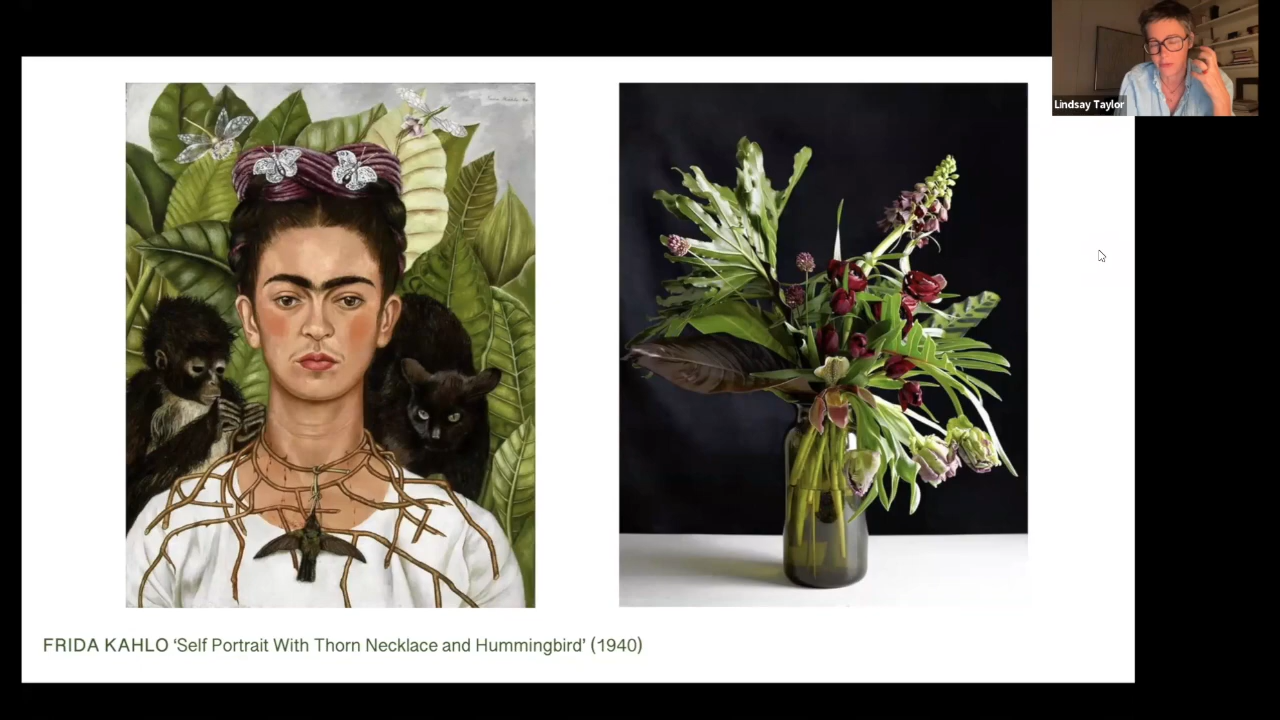 Lindsay Taylor
FRIDA KAHLO ‘Self Portrait With Thorn Necklace and Hummingbird’ (1940)